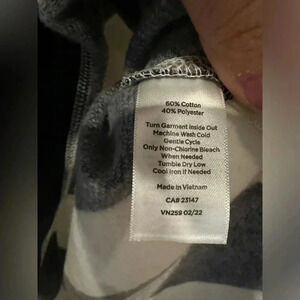 60% Cotton
40% Polyester
Turn Garment Inside Out
Machine Wash Cold
Gentle Cycle
Only Non-Chlorine Bleach
When Needed
Tumble Dry Low
Cool Iron if Needed
Made in Vietnam
CA# 23147
VN259 02/22